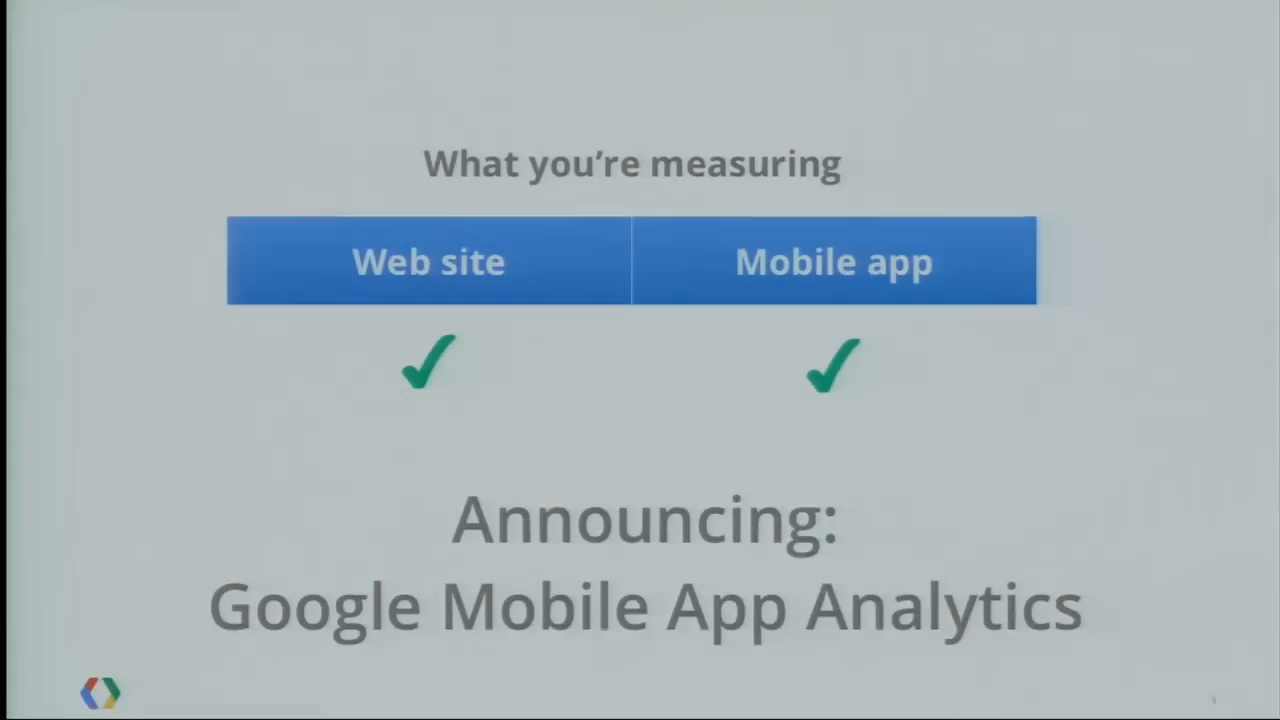 What you're measuring
Web site
Mobile app
Announcing:
Google Mobile App Analytics